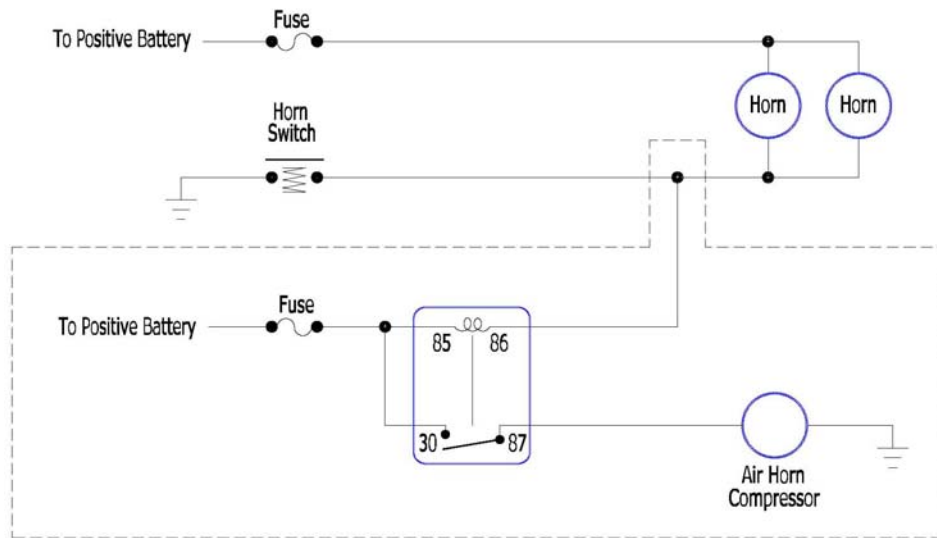 Fuse
To Positive Battery
Horn
Horn
Horn
Switch
Fuse
To Positive Battery
85
86
30
87
Air Horn
Compressor